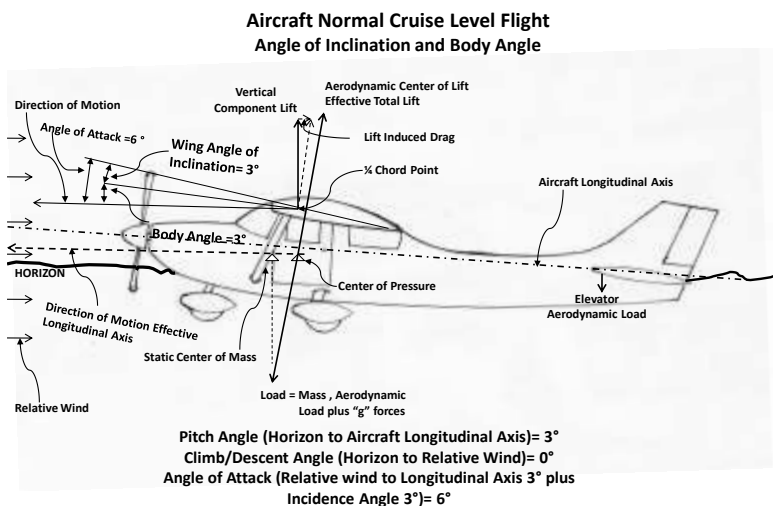 Aircraft Normal Cruise Level Flight
Angle of Inclination and Body Angle
Direction of Motion
Angle of Attack =6 °
Wing Angle of
Inclination= 3°
Vertical
Component Lift
Aerodynamic Center of Lift
Effective Total Lift
Lift Induced Drag
¼ Chord Point
Aircraft Longitudinal Axis
Body Angle =3°
HORIZON
Direction of Motion Effective
Longitudinal Axis
Center of Pressure
Static Center of Mass
Elevator
Aerodynamic Load
Relative Wind
Load = Mass , Aerodynamic
Load plus “g” forces
Pitch Angle (Horizon to Aircraft Longitudinal Axis)= 3°
Climb/Descent Angle (Horizon to Relative Wind)= 0°
Angle of Attack (Relative wind to Longitudinal Axis 3° plus
Incidence Angle 3°)= 6°